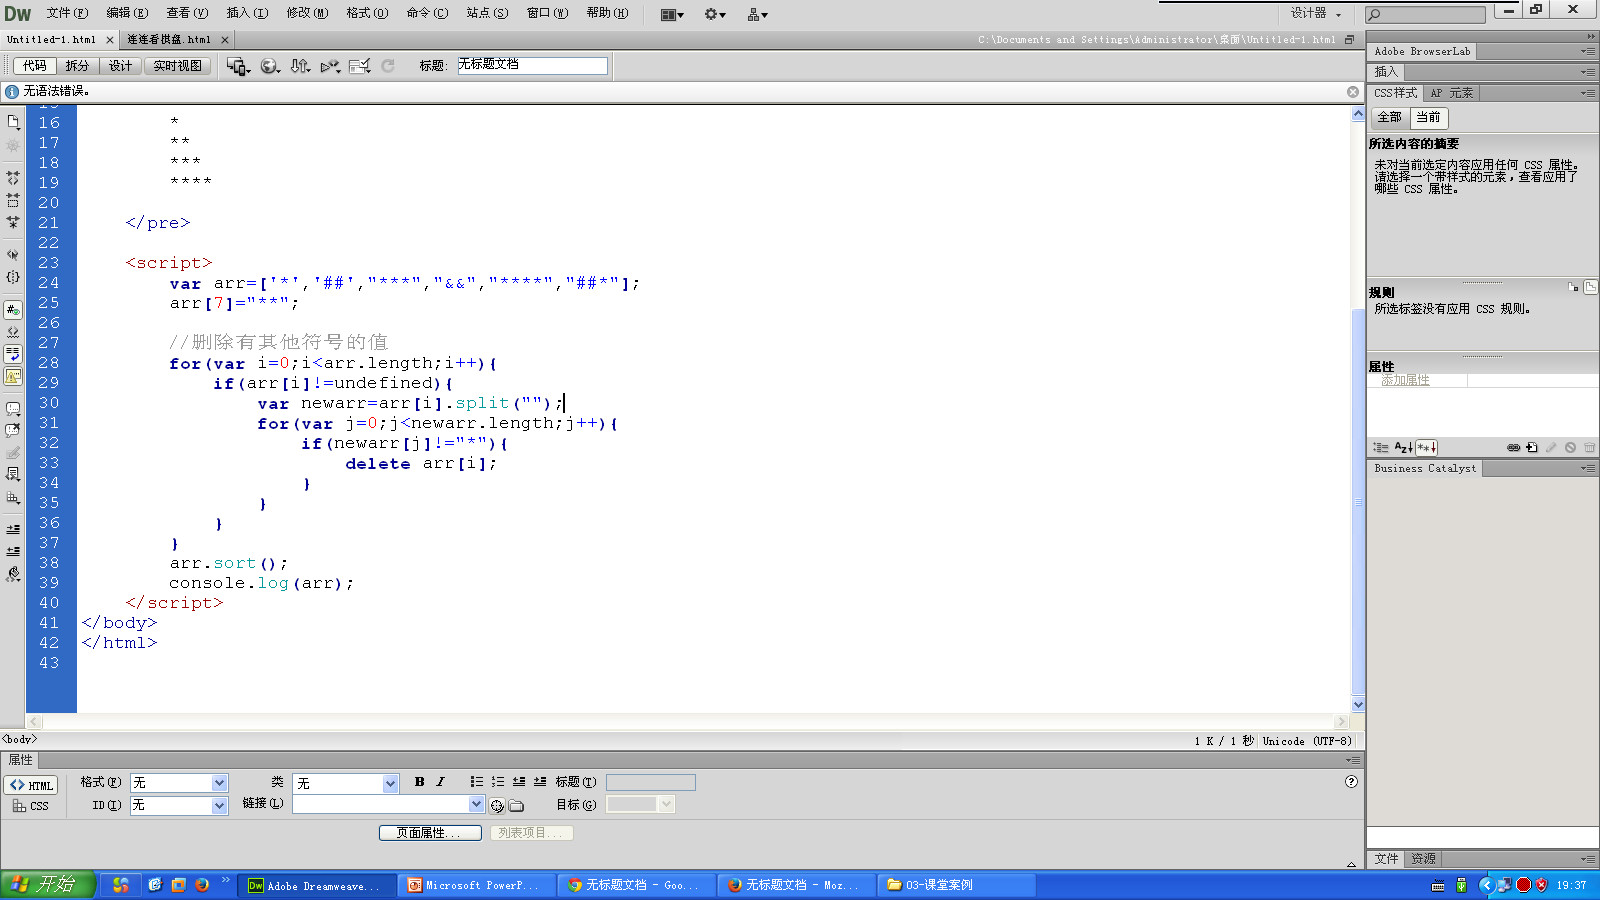 Dw 文件(F) 编辑(E) 查看(V) 插入(I) 修改(M) 格式(O) 命令(C) 站点(S) 窗口(W) 帮助(H) 设计器
Untitled-1.html × 连连看棋盘.html × C:\Documents and Settings\Administrator\桌面\Untitled-1.html
代码 拆分 设计 实时视图 标题: 无标题文档
无语法错误。
16 *
17 **
18 ***
19 ****
20
21 </pre>
22
23 <script>
24 var arr=['*','##',"***","&&","****","##*"];
25 arr[7]="**";
26
27 //删除有其他符号的值
28 for(var i=0;i<arr.length;i++){
29 if(arr[i]!=undefined){
30 var newarr=arr[i].split("");
31 for(var j=0;j<newarr.length;j++){
32 if(newarr[j]!="*"){
33 delete arr[i];
34 }
35 }
36 }
37 }
38 arr.sort();
39 console.log(arr);
40 </script>
41 </body>
42 </html>
43
<body> 1 K / 1 秒 Unicode (UTF-8)
属性
<> HTML 格式(F) 无 类 无 B I 标题(T)
CSS ID(I) 无 链接(L) 目标(G)
页面属性... 列表项目...
Adobe BrowserLab
插入
CSS样式 AP 元素
全部 当前
所选内容的摘要
未对当前选定内容应用任何 CSS 属性。
请选择一个带样式的元素，查看应用了
哪些 CSS 属性。
规则
所选标签没有应用 CSS 规则。
属性
添加属性
Business Catalyst
文件 资源
开始 Dw Adobe Dreamweave... Microsoft PowerP... 无标题文档 - Goo... 无标题文档 - Moz... 03-课堂案例 19:37